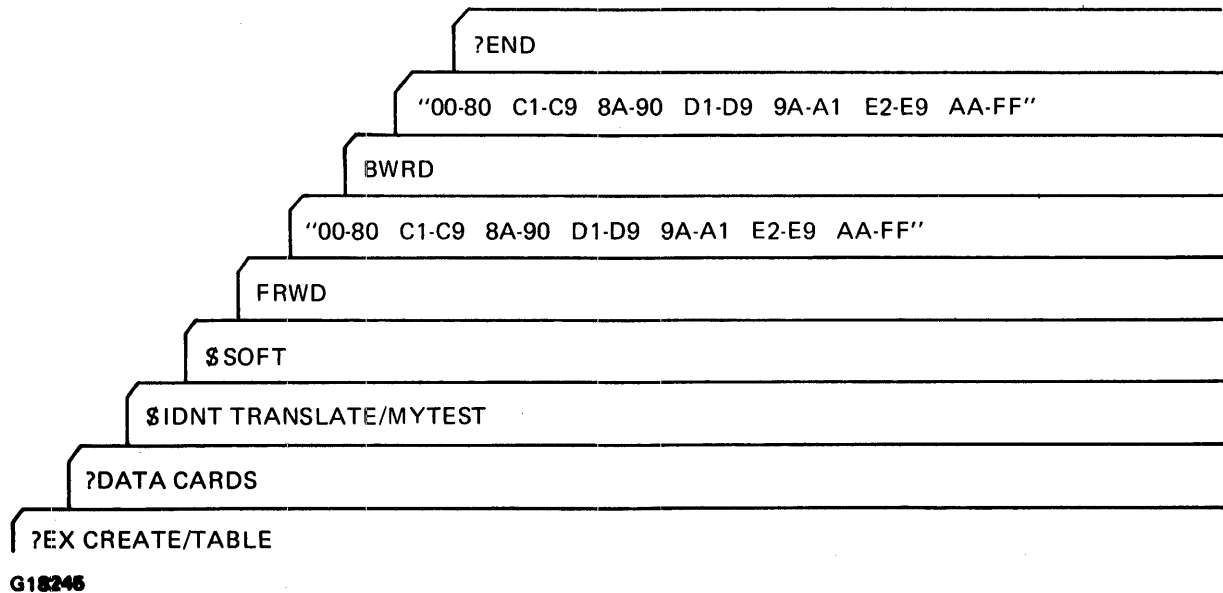 ?END
"00-80 C1-C9 8A-90 D1-D9 9A-A1 E2-E9 AA-FF"
BWRD
"00-80 C1-C9 8A-90 D1-D9 9A-A1 E2-E9 AA-FF"
FRWD
$SOFT
$IDNT TRANSLATE/MYTEST
?DATA CARDS
?EX CREATE/TABLE